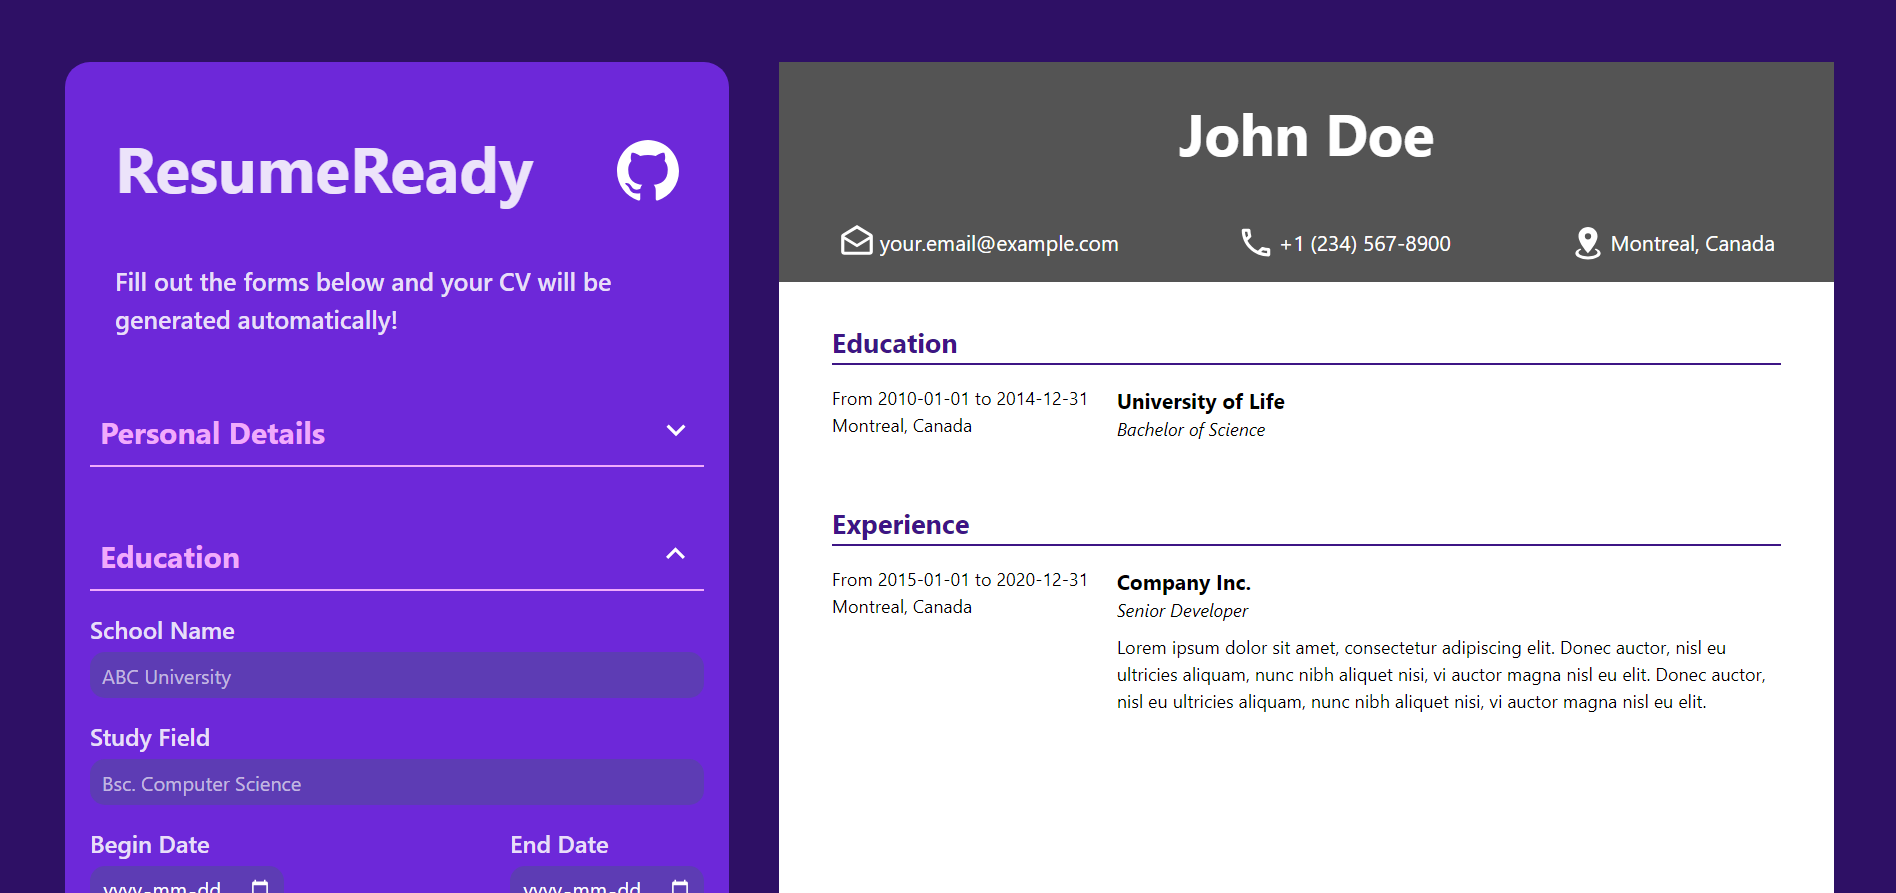 ResumeReady
Fill out the forms below and your CV will be
generated automatically!
Personal Details
Education
School Name
ABC University
Study Field
Bsc. Computer Science
Begin Date
End Date
yyyy-mm-dd
yyyy-mm-dd
John Doe
your.email@example.com
+1 (234) 567-8900
Montreal, Canada
Education
From 2010-01-01 to 2014-12-31
Montreal, Canada
University of Life
Bachelor of Science
Experience
From 2015-01-01 to 2020-12-31
Montreal, Canada
Company Inc.
Senior Developer
Lorem ipsum dolor sit amet, consectetur adipiscing elit. Donec auctor, nisl eu
ultricies aliquam, nunc nibh aliquet nisi, vi auctor magna nisl eu elit. Donec auctor,
nisl eu ultricies aliquam, nunc nibh aliquet nisi, vi auctor magna nisl eu elit.